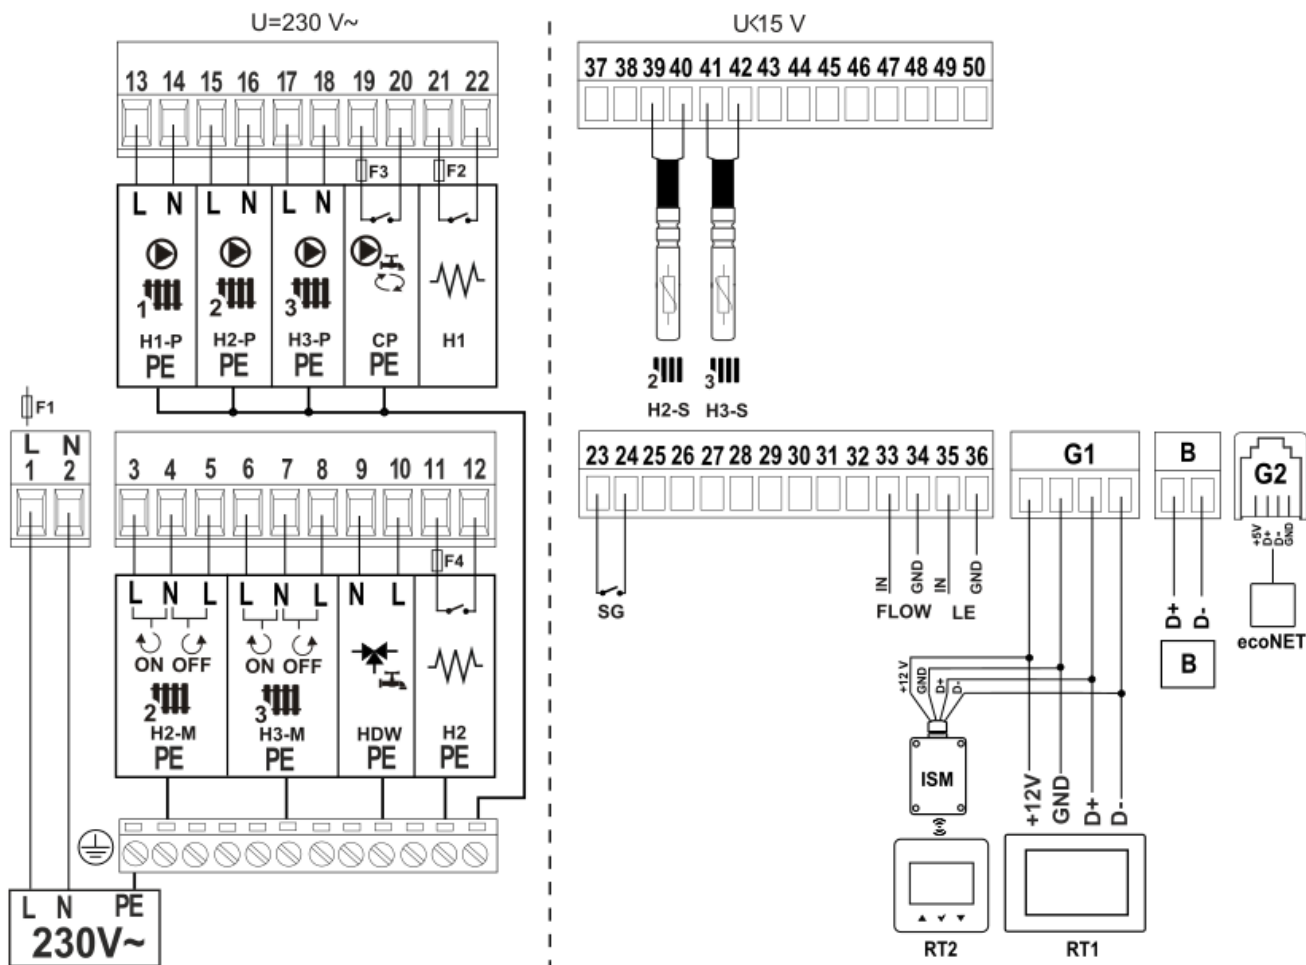 U=230 V~
U<15 V
13 14 15 16 17 18 19 20 21 22
37 38 39 40 41 42 43 44 45 46 47 48 49 50
F3 F2
L N L N L N
1 2 3
H1-P H2-P H3-P CP H1
PE PE PE PE
2 3
H2-S H3-S
F1
L N
1 2
3 4 5 6 7 8 9 10 11 12
23 24 25 26 27 28 29 30 31 32 33 34 35 36
G1
B
G2
+5V D+ D- GND
F4
L N L L N L N L
ON OFF ON OFF
2 3
H2-M H3-M HDW H2
PE PE PE PE
SG
IN GND IN GND
FLOW LE
D+ D-
B
ecoNET
+12 V GND D+ D-
ISM
+12V GND D+ D-
RT2 RT1
L N PE
230V~